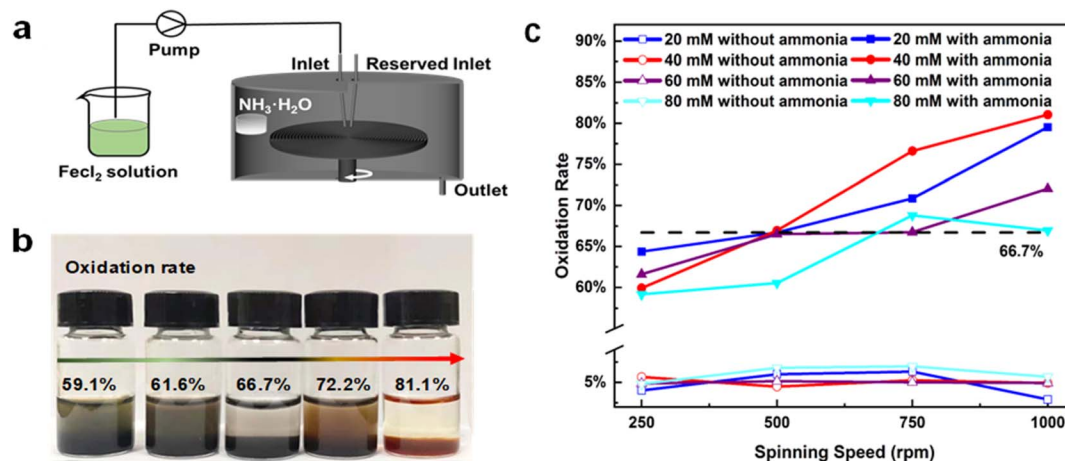 a
Pump
Inlet
Reserved Inlet
NH₃·H₂O
Fecl₂ solution
Outlet
b
Oxidation rate
59.1%
61.6%
66.7%
72.2%
81.1%
c
20 mM without ammonia
20 mM with ammonia
40 mM without ammonia
40 mM with ammonia
60 mM without ammonia
60 mM with ammonia
80 mM without ammonia
80 mM with ammonia
90%
85%
80%
75%
70%
65%
60%
5%
Oxidation Rate
66.7%
250
500
750
1000
Spinning Speed (rpm)